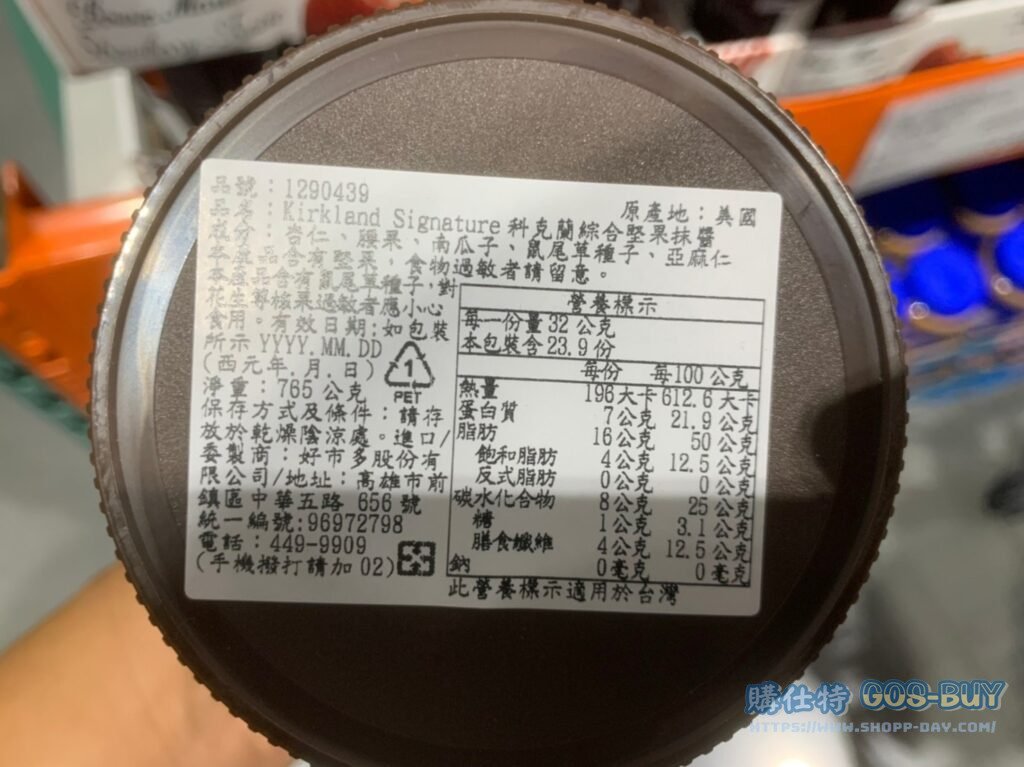 品號：1290439
原產地：美國
品名：Kirkland Signature 科克蘭綜合堅果抹醬
成份：杏仁、腰果、南瓜子、鼠尾草種子、亞麻仁
本產品含有堅果，食物過敏者請留意。
本產品含有鼠尾草種子，對
花生等核果過敏者應小心
食用。有效日期:如包裝
所示 YYYY.MM.DD
(西元年.月.日)
淨重：765 公克
保存方式及條件：請存
放於乾燥陰涼處。進口/
委製商：好市多股份有
限公司/地址：高雄市前
鎮區中華五路 656 號
統一編號:96972798
電話：449-9909
(手機撥打請加 02)
1
PET
營養標示
每一份量 32 公克
本包裝含 23.9 份
每份 每 100 公克
熱量 196 大卡 612.6 大卡
蛋白質 7 公克 21.9 公克
脂肪 16 公克 50 公克
飽和脂肪 4 公克 12.5 公克
反式脂肪 0 公克 0 公克
碳水化合物 8 公克 25 公克
糖 1 公克 3.1 公克
膳食纖維 4 公克 12.5 公克
鈉 0 毫克 0 毫克
此營養標示適用於台灣
購仕特 GOS-BUY
HTTPS://WWW.SHOPP-DAY.COM/